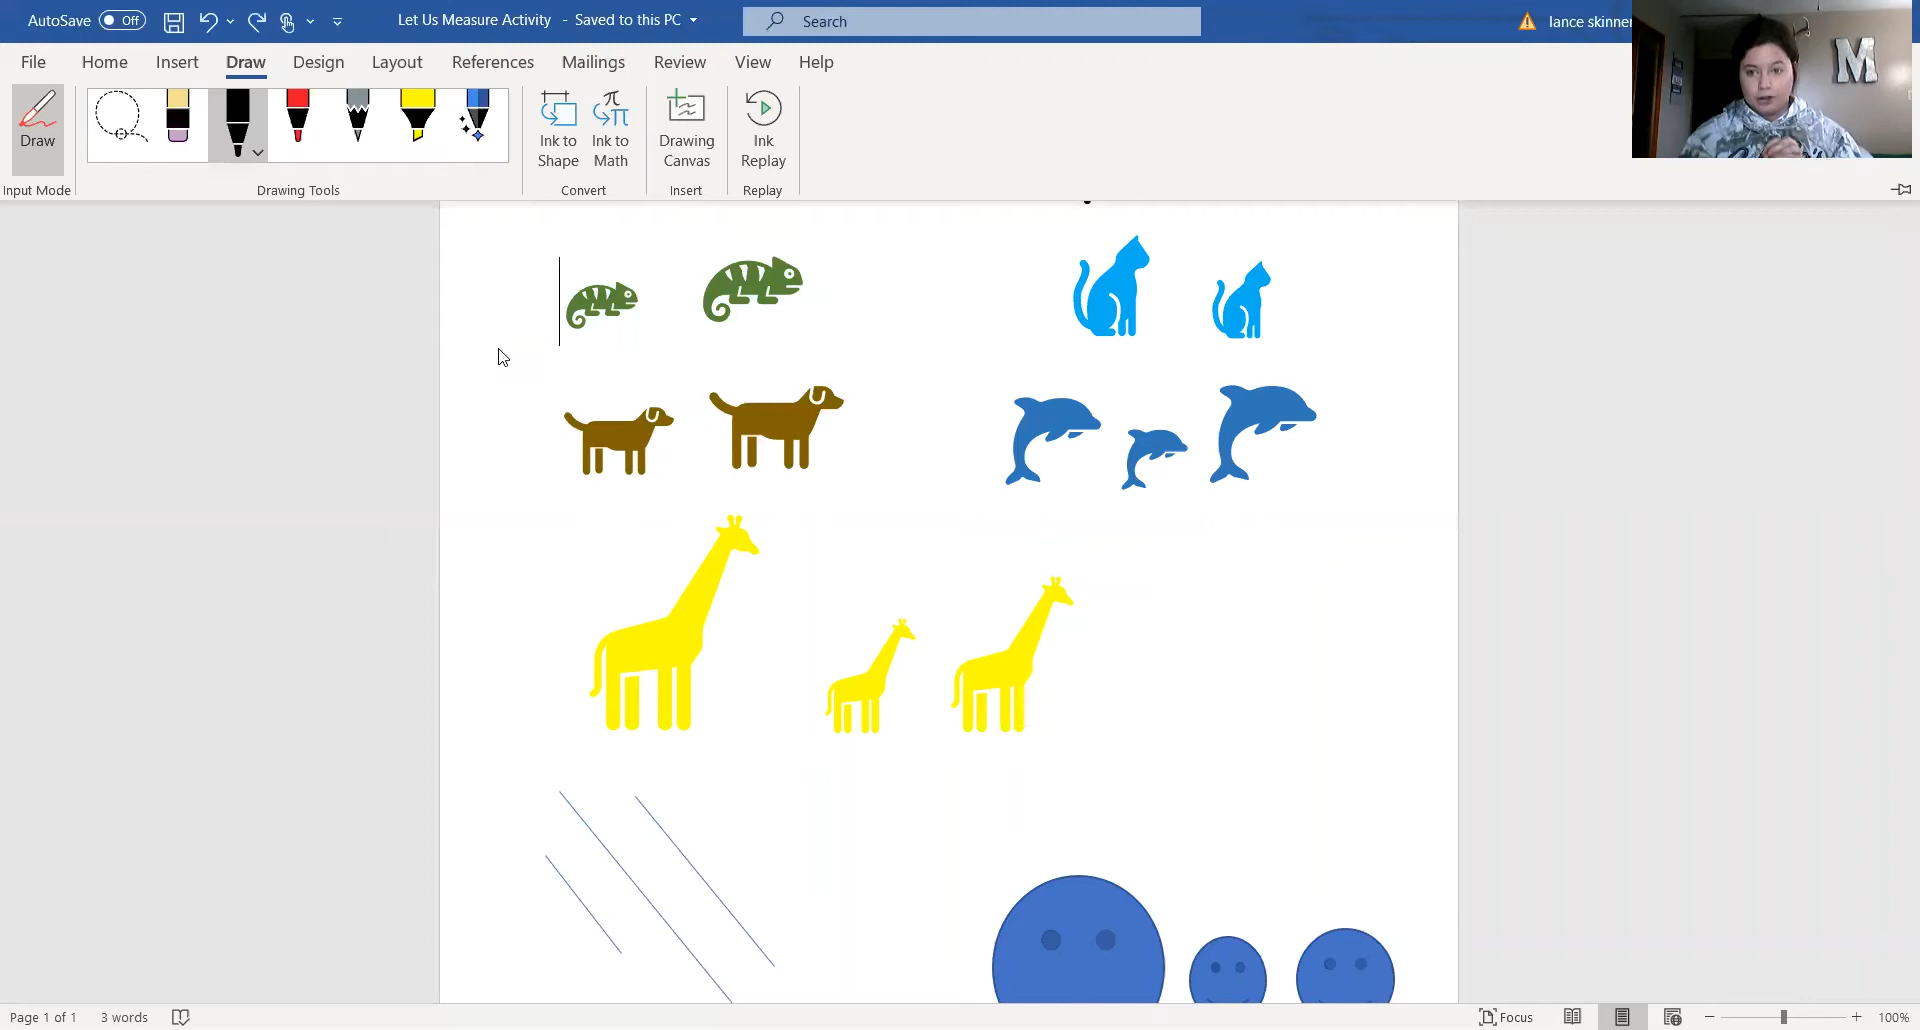 AutoSave Off Let Us Measure Activity - Saved to this PC Search lance skinner
File Home Insert Draw Design Layout References Mailings Review View Help
M
Draw
Ink to Shape
Ink to Math
Drawing Canvas
Ink Replay
Input Mode Drawing Tools Convert Insert Replay
Page 1 of 1 3 words Focus 100%